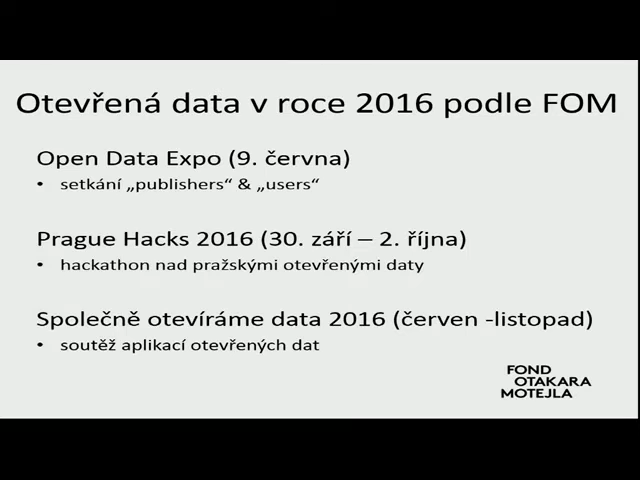 Otevřená data v roce 2016 podle FOM
Open Data Expo (9. června)
• setkání „publishers“ & „users“
Prague Hacks 2016 (30. září – 2. října)
• hackathon nad pražskými otevřenými daty
Společně otevíráme data 2016 (červen -listopad)
• soutěž aplikací otevřených dat
FOND
OTAKARA
MOTEJLA